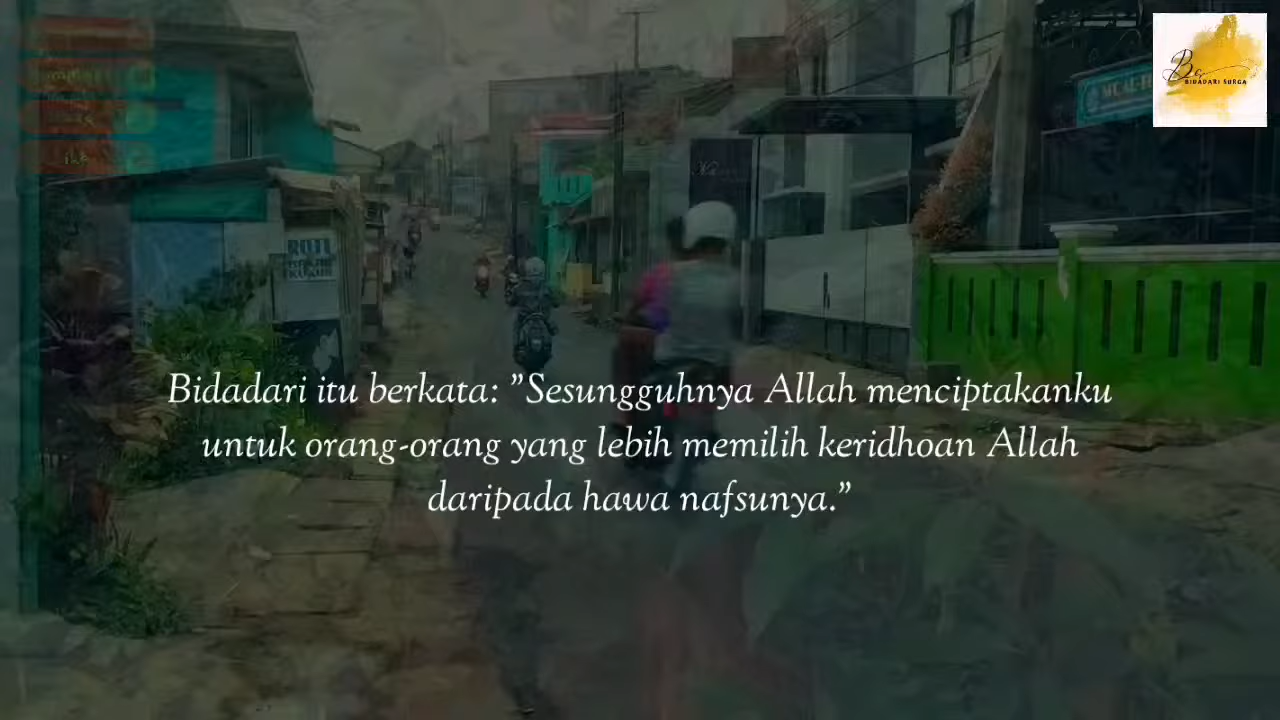 BIDADARI SURGA
ROTI
Bidadari itu berkata: ”Sesungguhnya Allah menciptakanku
untuk orang-orang yang lebih memilih keridhoan Allah
daripada hawa nafsunya.”